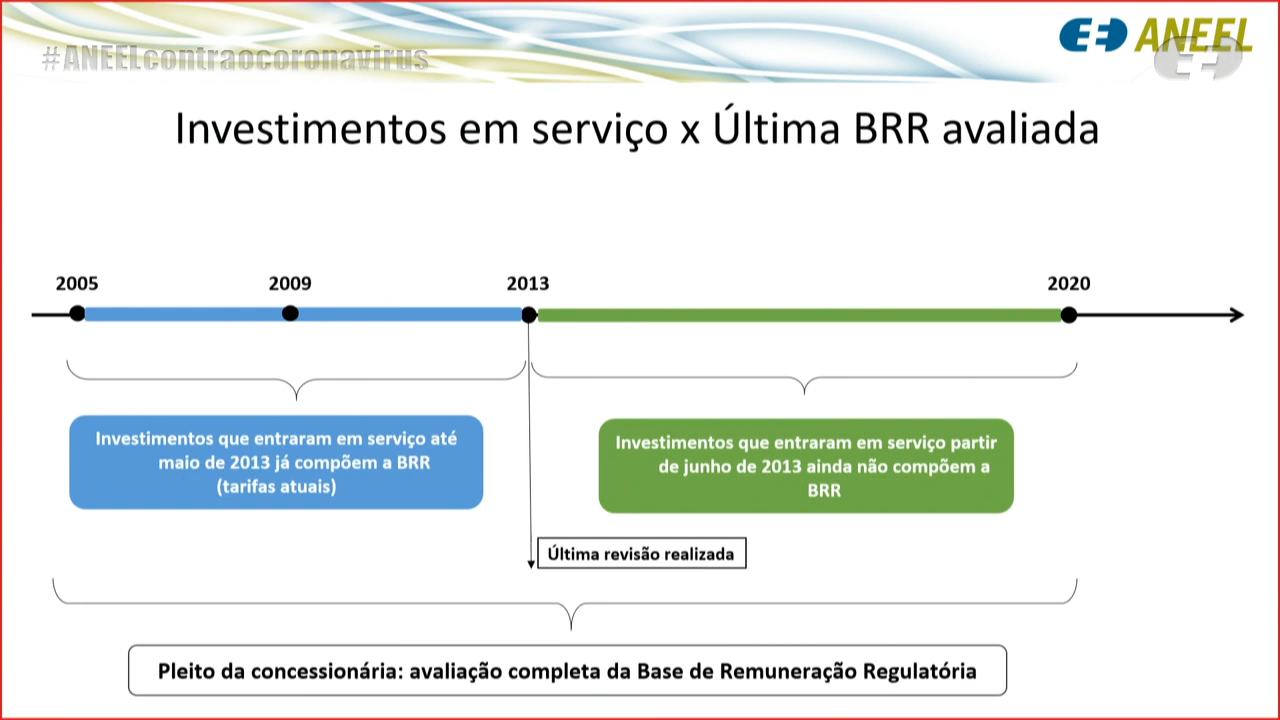 #ANEELcontraocoronavirus
ANEEL
Investimentos em serviço x Última BRR avaliada
2005
2009
2013
2020
Investimentos que entraram em serviço até
maio de 2013 já compõem a BRR
(tarifas atuais)
Investimentos que entraram em serviço partir
de junho de 2013 ainda não compõem a
BRR
Última revisão realizada
Pleito da concessionária: avaliação completa da Base de Remuneração Regulatória